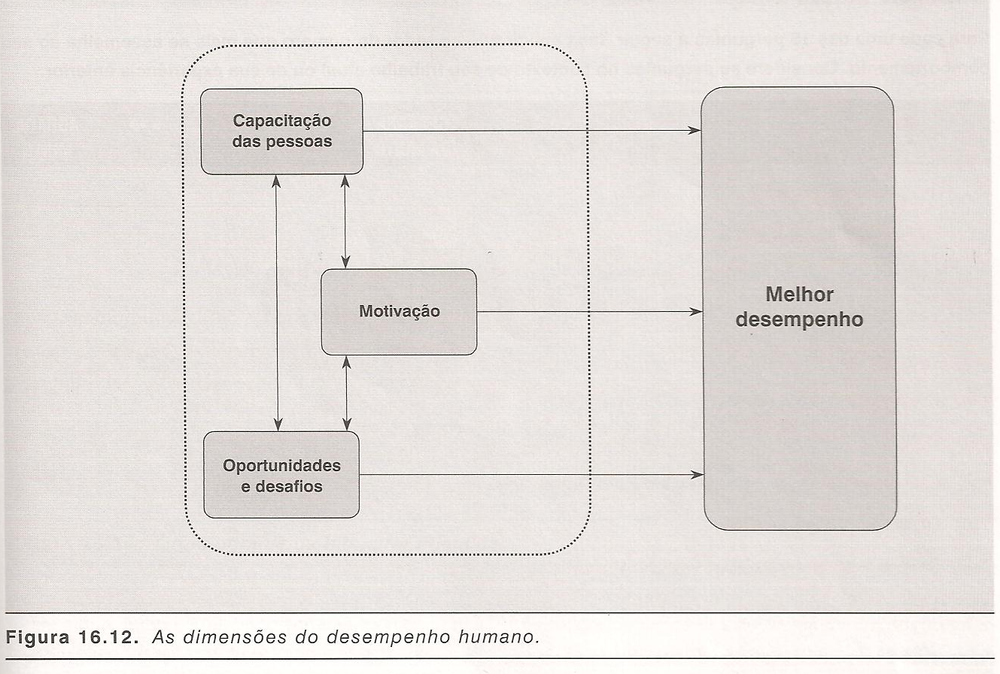 Capacitação
das pessoas
Motivação
Oportunidades
e desafios
Melhor
desempenho
Figura 16.12. As dimensões do desempenho humano.